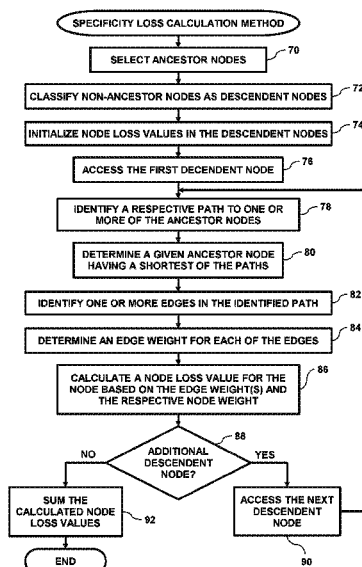 SPECIFICITY LOSS CALCULATION METHOD
SELECT ANCESTOR NODES
70
CLASSIFY NON-ANCESTOR NODES AS DESCENDENT NODES
72
INITIALIZE NODE LOSS VALUES IN THE DESCENDENT NODES
74
ACCESS THE FIRST DECENDENT NODE
76
IDENTIFY A RESPECTIVE PATH TO ONE OR
MORE OF THE ANCESTOR NODES
78
DETERMINE A GIVEN ANCESTOR NODE
HAVING A SHORTEST OF THE PATHS
80
IDENTIFY ONE OR MORE EDGES IN THE IDENTIFIED PATH
82
DETERMINE AN EDGE WEIGHT FOR EACH OF THE EDGES
84
CALCULATE A NODE LOSS VALUE FOR THE
NODE BASED ON THE EDGE WEIGHT(S) AND
THE RESPECTIVE NODE WEIGHT
86
ADDITIONAL
DESCENDENT
NODE?
88
NO
YES
SUM THE
CALCULATED NODE
LOSS VALUES
92
ACCESS THE NEXT
DESCENDENT
NODE
90
END